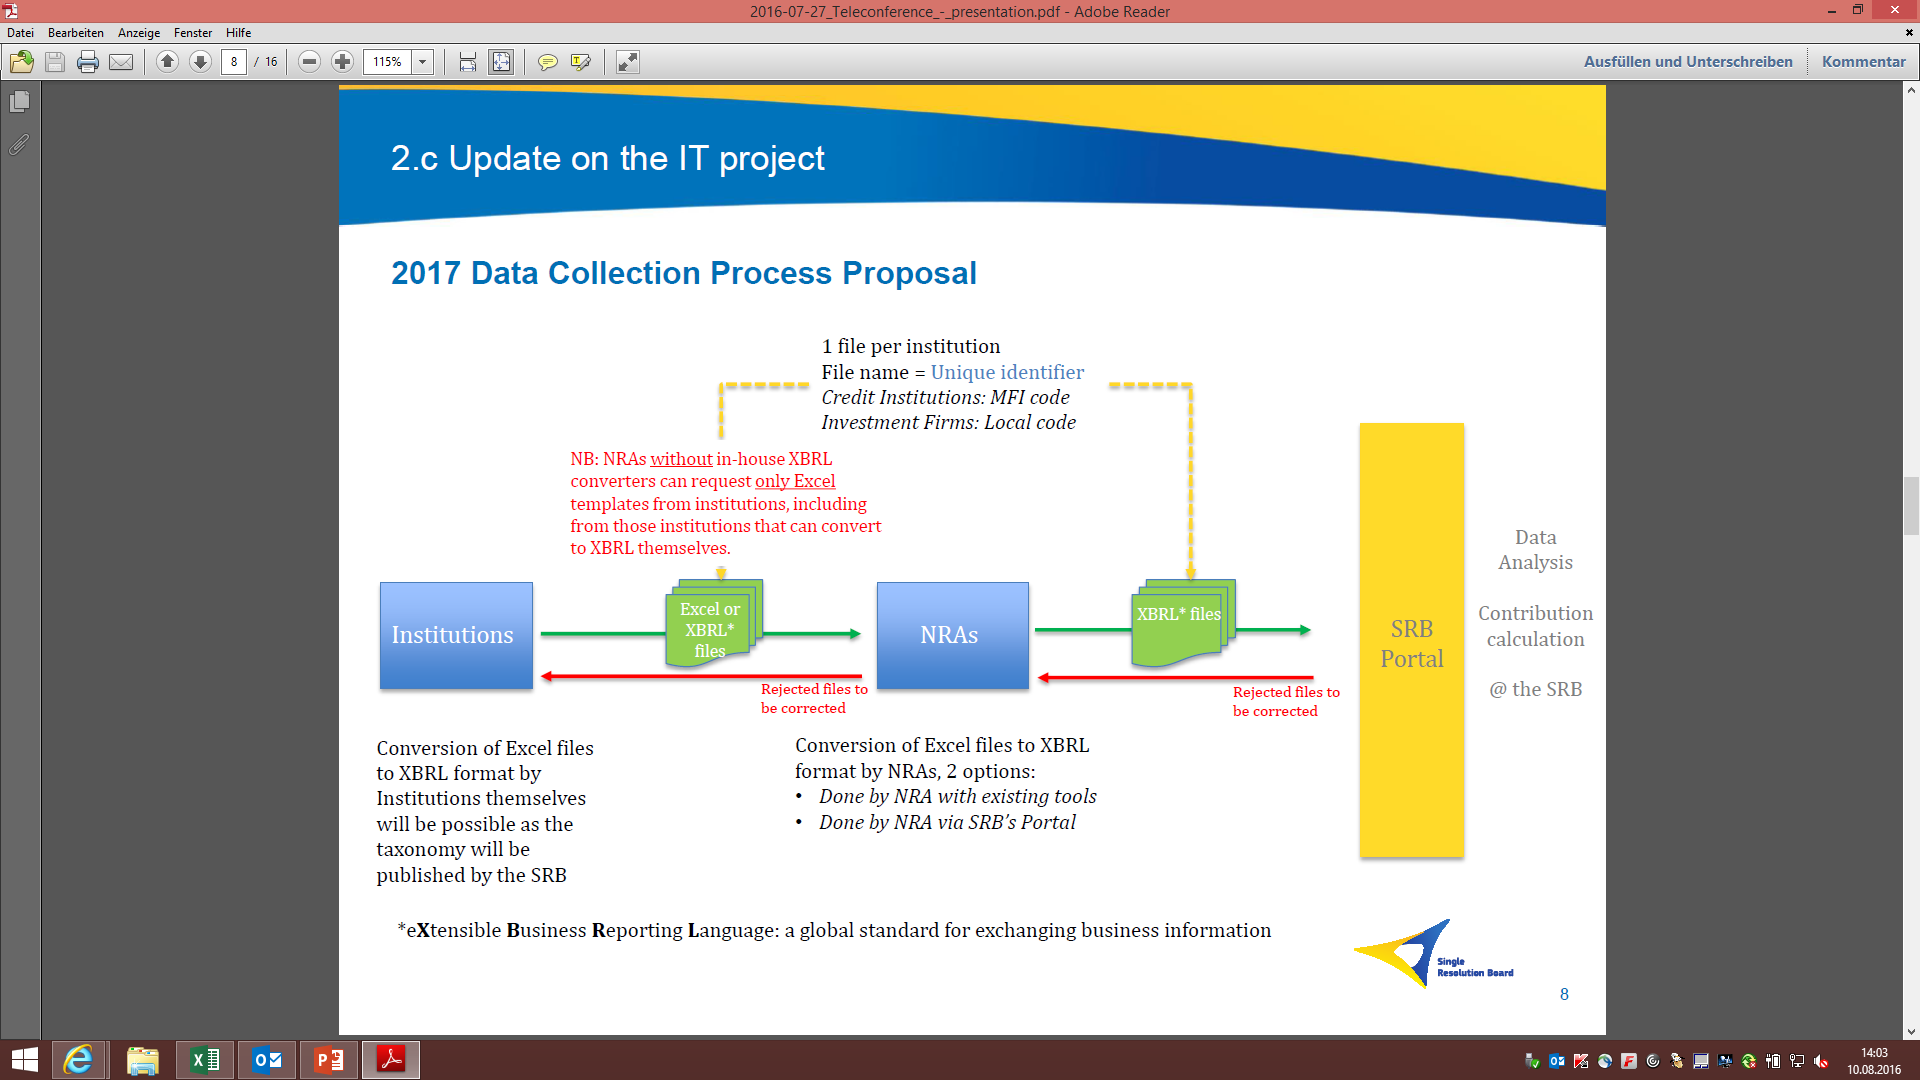 2016-07-27_Teleconference_-_presentation.pdf - Adobe Reader
Datei Bearbeiten Anzeige Fenster Hilfe
8 / 16 115% Ausfüllen und Unterschreiben Kommentar
2.c Update on the IT project
2017 Data Collection Process Proposal
1 file per institution
File name = Unique identifier
Credit Institutions: MFI code
Investment Firms: Local code
NB: NRAs without in-house XBRL
converters can request only Excel
templates from institutions, including
from those institutions that can convert
to XBRL themselves.
Institutions
Excel or
XBRL*
files
NRAs
XBRL* files
SRB
Portal
Data
Analysis
Contribution
calculation
@ the SRB
Rejected files to
be corrected
Rejected files to
be corrected
Conversion of Excel files
to XBRL format by
Institutions themselves
will be possible as the
taxonomy will be
published by the SRB
Conversion of Excel files to XBRL
format by NRAs, 2 options:
• Done by NRA with existing tools
• Done by NRA via SRB's Portal
*eXtensible Business Reporting Language: a global standard for exchanging business information
Single
Resolution Board
8
14:03
10.08.2016